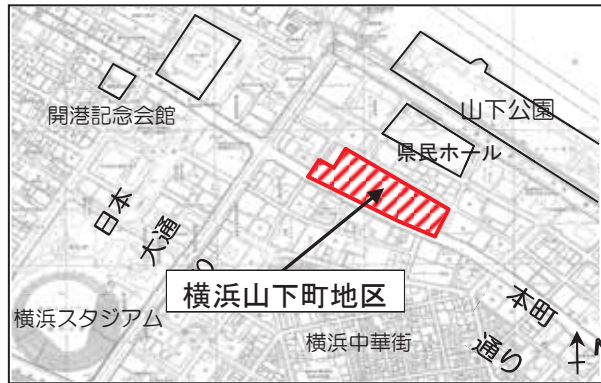 山下公園
開港記念会館
県民ホール
日本
大通
り
横浜山下町地区
横浜スタジアム
横浜中華街
本町
通り